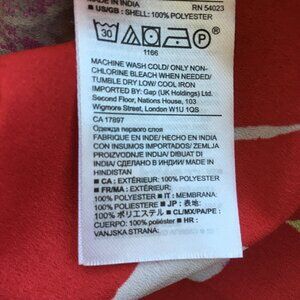 MADE IN INDIA RN 54023
■ US/GB : SHELL: 100% POLYESTER
30 P
1166
MACHINE WASH COLD/ ONLY NON-
CHLORINE BLEACH WHEN NEEDED/
TUMBLE DRY LOW/ COOL IRON
IMPORTED BY: Gap (UK Holdings) Ltd.
Second Floor, Nations House, 103
Wigmore Street, London W1U 1QS
CA 17897
Одежда первого слоя
FABRIQUE EN INDE/ HECHO EN INDIA
CON INSUMOS IMPORTADOS/ ZEMLJA
PROIZVODNJE INDIJA/ DIBUAT DI
INDIA/ СДЕЛАНО В ИНДИИ/ MADE IN
HINDISTAN
■ CA : EXTÉRIEUR: 100% POLYESTER
■ FR/MA : EXTÉRIEUR:
100% POLYESTER ■ IT : MEMBRANA:
100% POLIESTERE ■ JP : 表地:
100% ポリエステル ■ CL/MX/PA/PE :
CUERPO: 100% poliéster ■ HR :
VANJSKA STRANA: